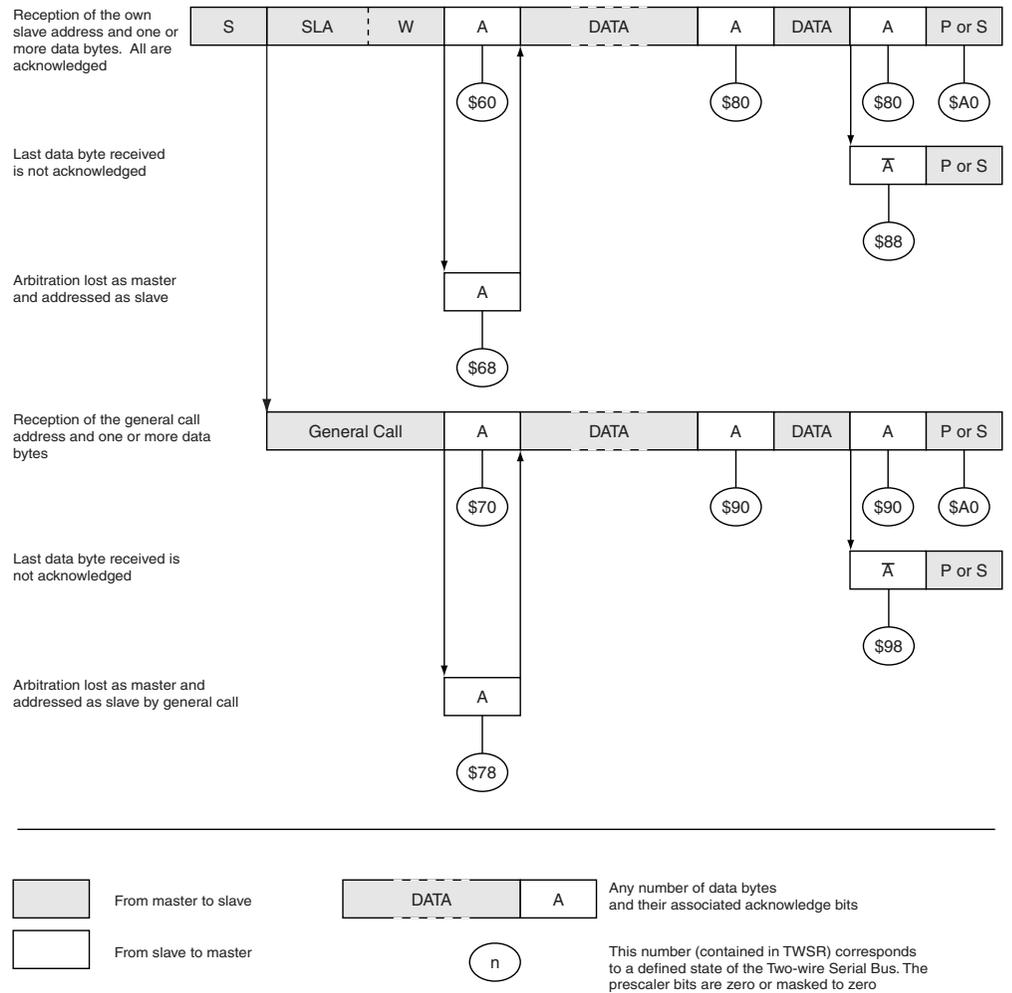 Reception of the own
slave address and one or
more data bytes. All are
acknowledged
S SLA W A DATA A DATA A P or S
$60 $80 $80 $A0
Last data byte received
is not acknowledged
A̅ P or S
$88
Arbitration lost as master
and addressed as slave
A
$68
Reception of the general call
address and one or more data
bytes
General Call A DATA A DATA A P or S
$70 $90 $90 $A0
Last data byte received is
not acknowledged
A̅ P or S
$98
Arbitration lost as master and
addressed as slave by general call
A
$78
From master to slave
DATA A
Any number of data bytes
and their associated acknowledge bits
From slave to master
n
This number (contained in TWSR) corresponds
to a defined state of the Two-wire Serial Bus. The
prescaler bits are zero or masked to zero